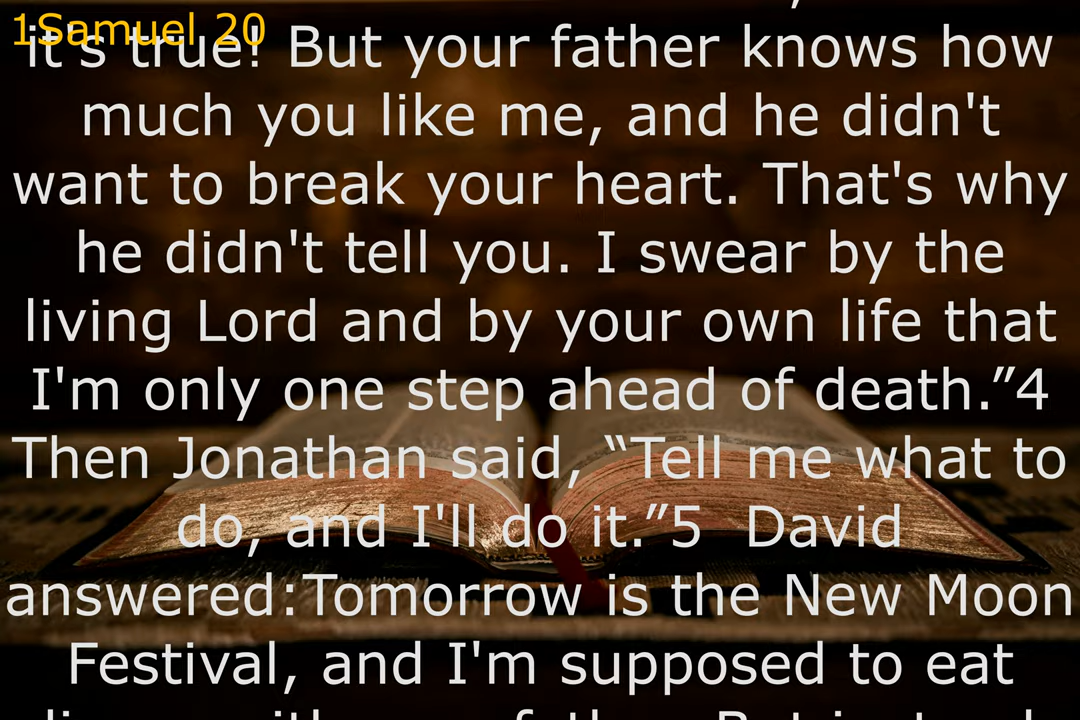 1Samuel 20
it's true! But your father knows how
much you like me, and he didn't
want to break your heart. That's why
he didn't tell you. I swear by the
living Lord and by your own life that
I'm only one step ahead of death.”4
Then Jonathan said, “Tell me what to
do, and I'll do it.”5  David
answered:Tomorrow is the New Moon
Festival, and I'm supposed to eat